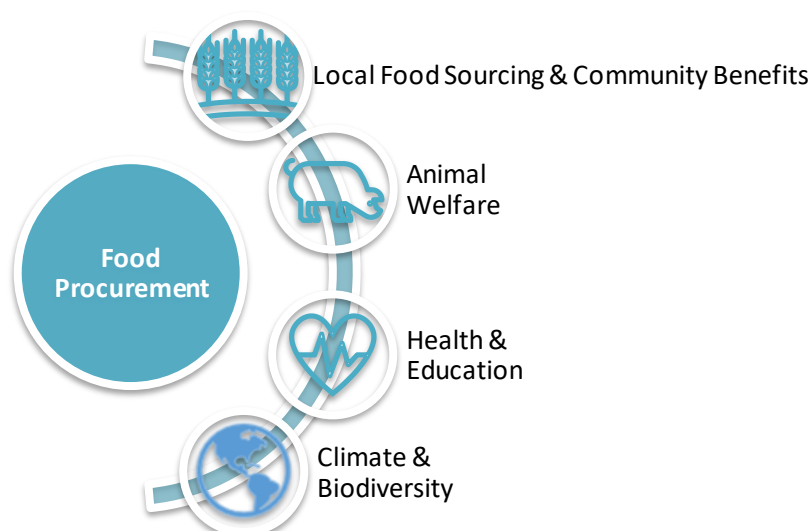 Local Food Sourcing & Community Benefits
Animal
Welfare
Food
Procurement
Health &
Education
Climate &
Biodiversity